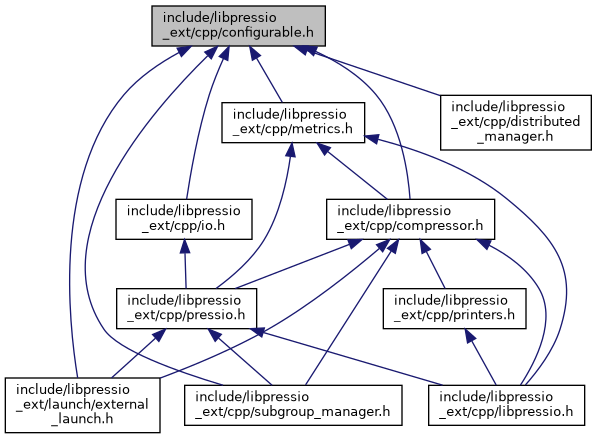 include/libpressio
_ext/cpp/configurable.h
include/libpressio
_ext/cpp/metrics.h
include/libpressio
_ext/cpp/distributed
_manager.h
include/libpressio
_ext/cpp/io.h
include/libpressio
_ext/cpp/compressor.h
include/libpressio
_ext/cpp/pressio.h
include/libpressio
_ext/cpp/printers.h
include/libpressio
_ext/launch/external
_launch.h
include/libpressio
_ext/cpp/subgroup_manager.h
include/libpressio
_ext/cpp/libpressio.h